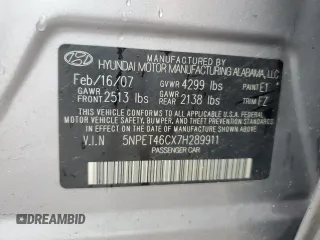 MANUFACTURED BY
HYUNDAI MOTOR MANUFACTURING ALABAMA, LLC
Feb/16/07 GVWR 4299 lbs PAINT ET
GAWR FRONT 2513 lbs GAWR REAR 2138 lbs TRIM FZ
THIS VEHICLE CONFORMS TO ALL APPLICABLE
U.S. FEDERAL MOTOR VEHICLE SAFETY, BUMPER, AND
THEFT PREVENTION STANDARDS IN EFFECT ON THE
DATE OF MANUFACTURE SHOWN ABOVE.
V.I.N 5NPET46CX7H289911
PASSENGER CAR
DREAMBID